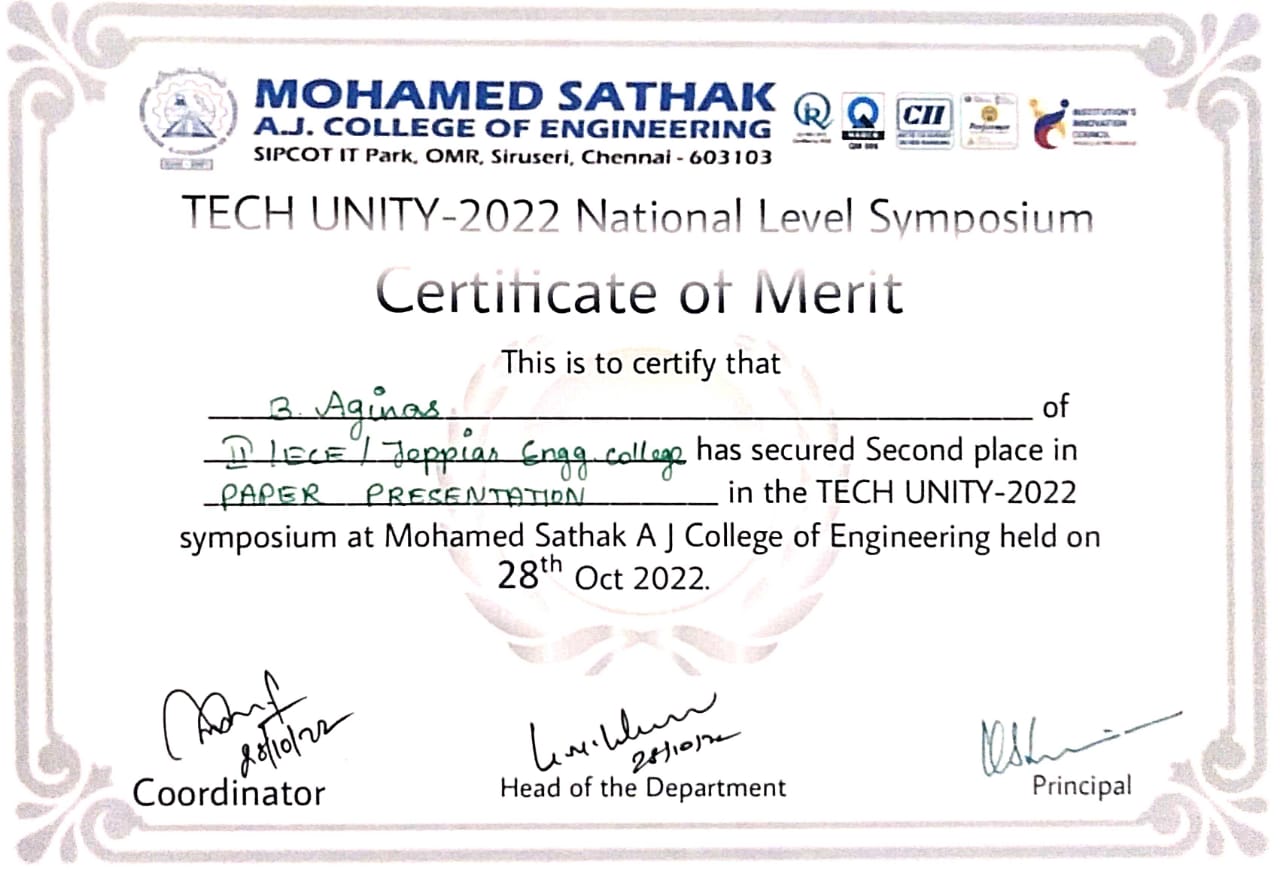 MOHAMED SATHAK
A.J. COLLEGE OF ENGINEERING
SIPCOT IT Park, OMR, Siruseri, Chennai - 603103
CII
INSTITUTION'S
INNOVATION
COUNCIL
TECH UNITY-2022 National Level Symposium
Certificate of Merit
This is to certify that
B. Aginas of
II / ECE / Jeppiar Engg. college has secured Second place in
PAPER PRESENTATION in the TECH UNITY-2022
symposium at Mohamed Sathak A J College of Engineering held on
28th Oct 2022.
28/10/22
28/10/22
Coordinator
Head of the Department
Principal